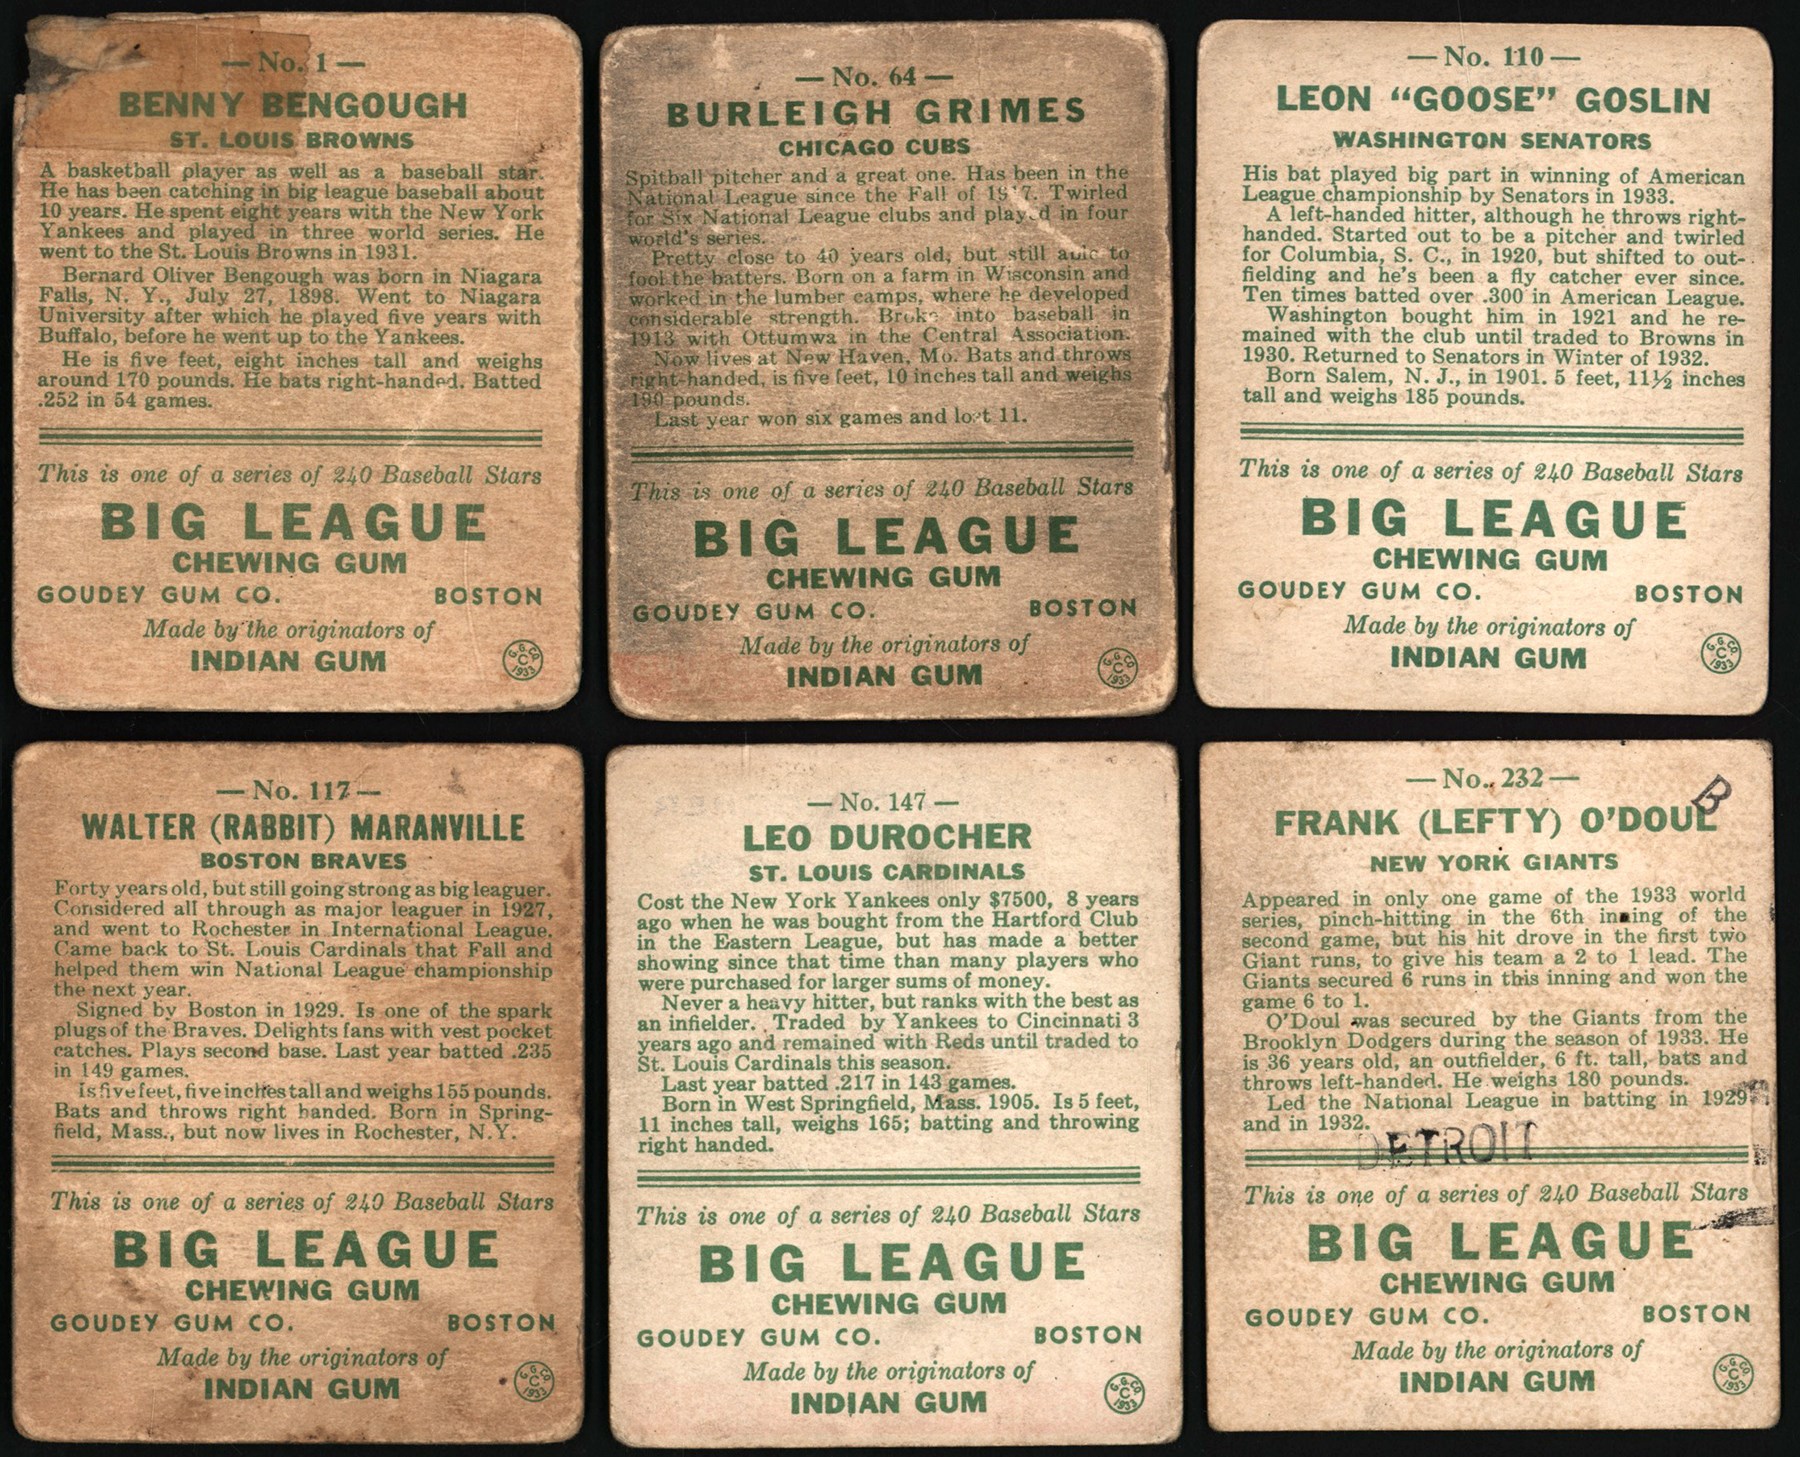 — No. 1 —
BENNY BENGOUGH
ST. LOUIS BROWNS
A basketball player as well as a baseball star.
He has been catching in big league baseball about
10 years. He spent eight years with the New York
Yankees and played in three world series. He
went to the St. Louis Browns in 1931.
Bernard Oliver Bengough was born in Niagara
Falls, N. Y., July 27, 1898. Went to Niagara
University after which he played five years with
Buffalo, before he went up to the Yankees.
He is five feet, eight inches tall and weighs
around 170 pounds. He bats right-handed. Batted
.252 in 54 games.
This is one of a series of 240 Baseball Stars
BIG LEAGUE
CHEWING GUM
GOUDEY GUM CO. BOSTON
Made by the originators of
INDIAN GUM
G. G. CO.
C
1933
— No. 64 —
BURLEIGH GRIMES
CHICAGO CUBS
Spitball pitcher and a great one. Has been in the
National League since the Fall of Twirled
for Six National League clubs and played in four
world's series.
Pretty close to 40 years old, but still able to
fool the batters. Born on a farm in Wisconsin and
worked in the lumber camps, where he developed
considerable strength. Broke into baseball in
1913 with Ottumwa in the Central Association.
Now lives at New Haven, Mo. Bats and throws
right-handed, is five feet, 10 inches tall and weighs
190 pounds.
Last year won six games and lost 11.
This is one of a series of 240 Baseball Stars
BIG LEAGUE
CHEWING GUM
GOUDEY GUM CO. BOSTON
Made by the originators of
INDIAN GUM
G. G. CO.
C
1933
— No. 110 —
LEON “GOOSE” GOSLIN
WASHINGTON SENATORS
His bat played big part in winning of American
League championship by Senators in 1933.
A left-handed hitter, although he throws right-
handed. Started out to be a pitcher and twirled
for Columbia, S. C., in 1920, but shifted to out-
fielding and he's been a fly catcher ever since.
Ten times batted over .300 in American League.
Washington bought him in 1921 and he re-
mained with the club until traded to Browns in
1930. Returned to Senators in Winter of 1932.
Born Salem, N. J., in 1901. 5 feet, 11½ inches
tall and weighs 185 pounds.
This is one of a series of 240 Baseball Stars
BIG LEAGUE
CHEWING GUM
GOUDEY GUM CO. BOSTON
Made by the originators of
INDIAN GUM
G. G. CO.
C
1933
— No. 117 —
WALTER (RABBIT) MARANVILLE
BOSTON BRAVES
Forty years old, but still going strong as big leaguer.
Considered all through as major leaguer in 1927,
and went to Rochester in International League.
Came back to St. Louis Cardinals that Fall and
helped them win National League championship
the next year.
Signed by Boston in 1929. Is one of the spark
plugs of the Braves. Delights fans with vest pocket
catches. Plays second base. Last year batted .235
in 149 games.
Is five feet, five inches tall and weighs 155 pounds.
Bats and throws right handed. Born in Spring-
field, Mass., but now lives in Rochester, N.Y.
This is one of a series of 240 Baseball Stars
BIG LEAGUE
CHEWING GUM
GOUDEY GUM CO. BOSTON
Made by the originators of
INDIAN GUM
G. G. CO.
C
1933
— No. 147 —
LEO DUROCHER
ST. LOUIS CARDINALS
Cost the New York Yankees only $7500, 8 years
ago when he was bought from the Hartford Club
in the Eastern League, but has made a better
showing since that time than many players who
were purchased for larger sums of money.
Never a heavy hitter, but ranks with the best as
an infielder. Traded by Yankees to Cincinnati 3
years ago and remained with Reds until traded to
St. Louis Cardinals this season.
Last year batted .217 in 143 games.
Born in West Springfield, Mass. 1905. Is 5 feet,
11 inches tall, weighs 165; batting and throwing
right handed.
This is one of a series of 240 Baseball Stars
BIG LEAGUE
CHEWING GUM
GOUDEY GUM CO. BOSTON
Made by the originators of
INDIAN GUM
G. G. CO.
C
1933
— No. 232 —
B
FRANK (LEFTY) O'DOUL
NEW YORK GIANTS
Appeared in only one game of the 1933 world
series, pinch-hitting in the 6th inning of the
second game, but his hit drove in the first two
Giant runs, to give his team a 2 to 1 lead. The
Giants secured 6 runs in this inning and won the
game 6 to 1.
O'Doul was secured by the Giants from the
Brooklyn Dodgers during the season of 1933. He
is 36 years old, an outfielder, 6 ft. tall, bats and
throws left-handed. He weighs 180 pounds.
Led the National League in batting in 1929
and in 1932.
DETROIT
This is one of a series of 240 Baseball Stars
BIG LEAGUE
CHEWING GUM
GOUDEY GUM CO. BOSTON
Made by the originators of
INDIAN GUM
G. G. CO.
C
1933